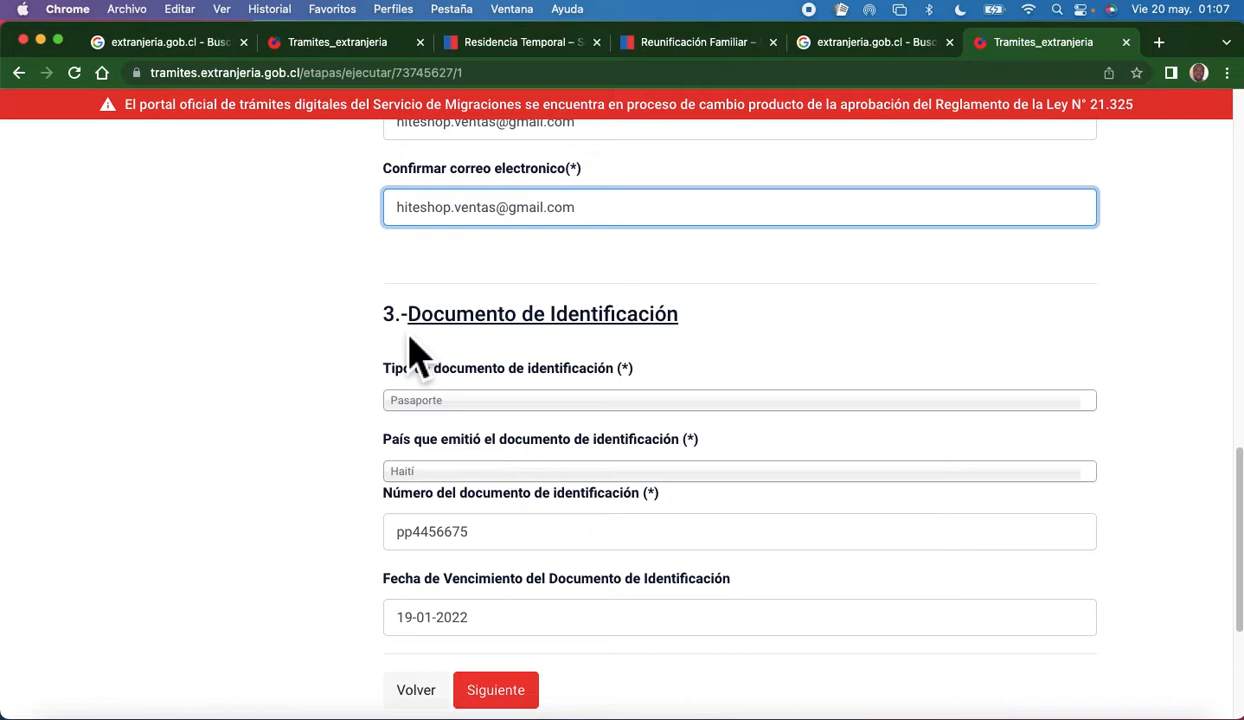 Chrome Archivo Editar Ver Historial Favoritos Perfiles Pestaña Ventana Ayuda Vie 20 may. 01:07
extranjeria.gob.cl - Busc Tramites_extranjeria Residencia Temporal – S Reunificación Familiar – extranjeria.gob.cl - Busc Tramites_extranjeria
tramites.extranjeria.gob.cl/etapas/ejecutar/73745627/1
El portal oficial de trámites digitales del Servicio de Migraciones se encuentra en proceso de cambio producto de la aprobación del Reglamento de la Ley N° 21.325
hiteshop.ventas@gmail.com
Confirmar correo electronico(*)
hiteshop.ventas@gmail.com
3.-Documento de Identificación
Tipo documento de identificación (*)
Pasaporte
País que emitió el documento de identificación (*)
Haití
Número del documento de identificación (*)
pp4456675
Fecha de Vencimiento del Documento de Identificación
19-01-2022
Volver Siguiente